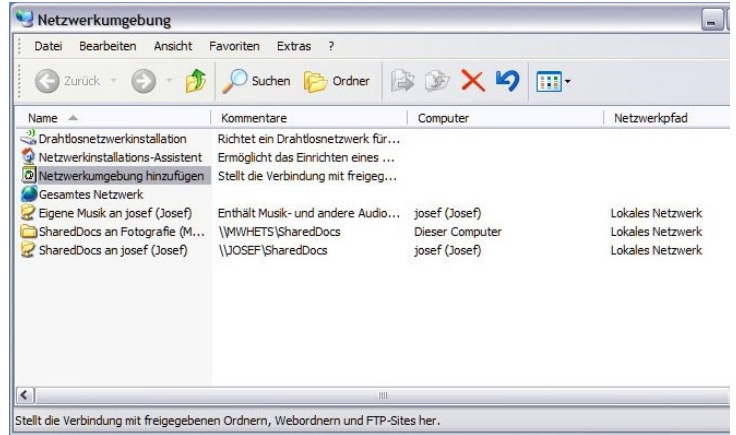 Netzwerkumgebung
Datei Bearbeiten Ansicht Favoriten Extras ?
Zurück Suchen Ordner
Name Kommentare Computer Netzwerkpfad
Drahtlosnetzwerkinstallation Richtet ein Drahtlosnetzwerk für...
Netzwerkinstallations-Assistent Ermöglicht das Einrichten eines ...
Netzwerkumgebung hinzufügen Stellt die Verbindung mit freigeg...
Gesamtes Netzwerk
Eigene Musik an josef (Josef) Enthält Musik- und andere Audio... josef (Josef) Lokales Netzwerk
SharedDocs an Fotografie (M... \\MWHETS\SharedDocs Dieser Computer Lokales Netzwerk
SharedDocs an josef (Josef) \\JOSEF\SharedDocs josef (Josef) Lokales Netzwerk
Stellt die Verbindung mit freigegebenen Ordnern, Webordnern und FTP-Sites her.